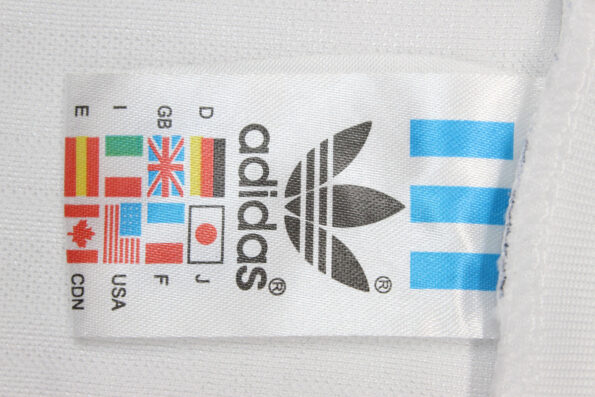 ®
adidas®
D J
GB F
I USA
E CDN